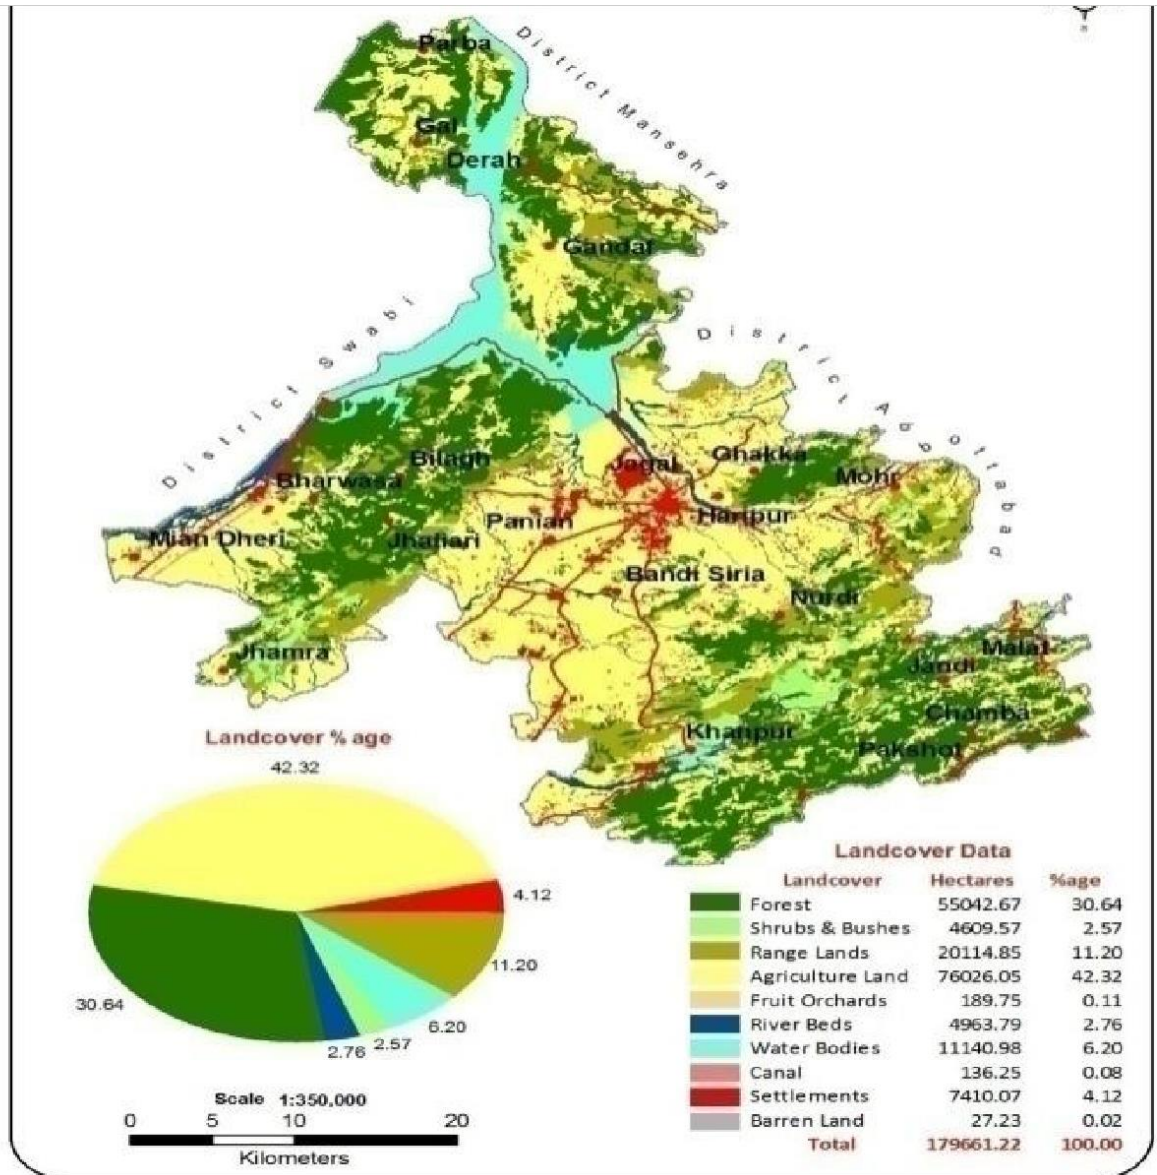 Parba
District Mansehra
Gal
Derah
Gandaf
District Swabi
District Abbottabad
Bilagh
Jagal
Ghakka
Mohr
Bharwasa
Panian
Haripur
Mian Dheri
Jhafiari
Bandi Siria
Nurdi
Jhamra
Malat
Jandi
Chamba
Khanpur
Pakshot
Landcover % age
42.32
4.12
11.20
6.20
2.57
2.76
30.64
Scale 1:350,000
0 5 10 20
Kilometers
Landcover Data
Landcover Hectares %age
Forest 55042.67 30.64
Shrubs & Bushes 4609.57 2.57
Range Lands 20114.85 11.20
Agriculture Land 76026.05 42.32
Fruit Orchards 189.75 0.11
River Beds 4963.79 2.76
Water Bodies 11140.98 6.20
Canal 136.25 0.08
Settlements 7410.07 4.12
Barren Land 27.23 0.02
Total 179661.22 100.00